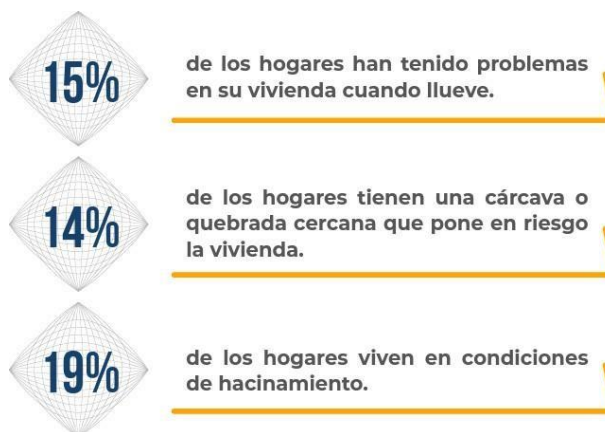 15%
de los hogares han tenido problemas
en su vivienda cuando llueve.
14%
de los hogares tienen una cárcava o
quebrada cercana que pone en riesgo
la vivienda.
19%
de los hogares viven en condiciones
de hacinamiento.